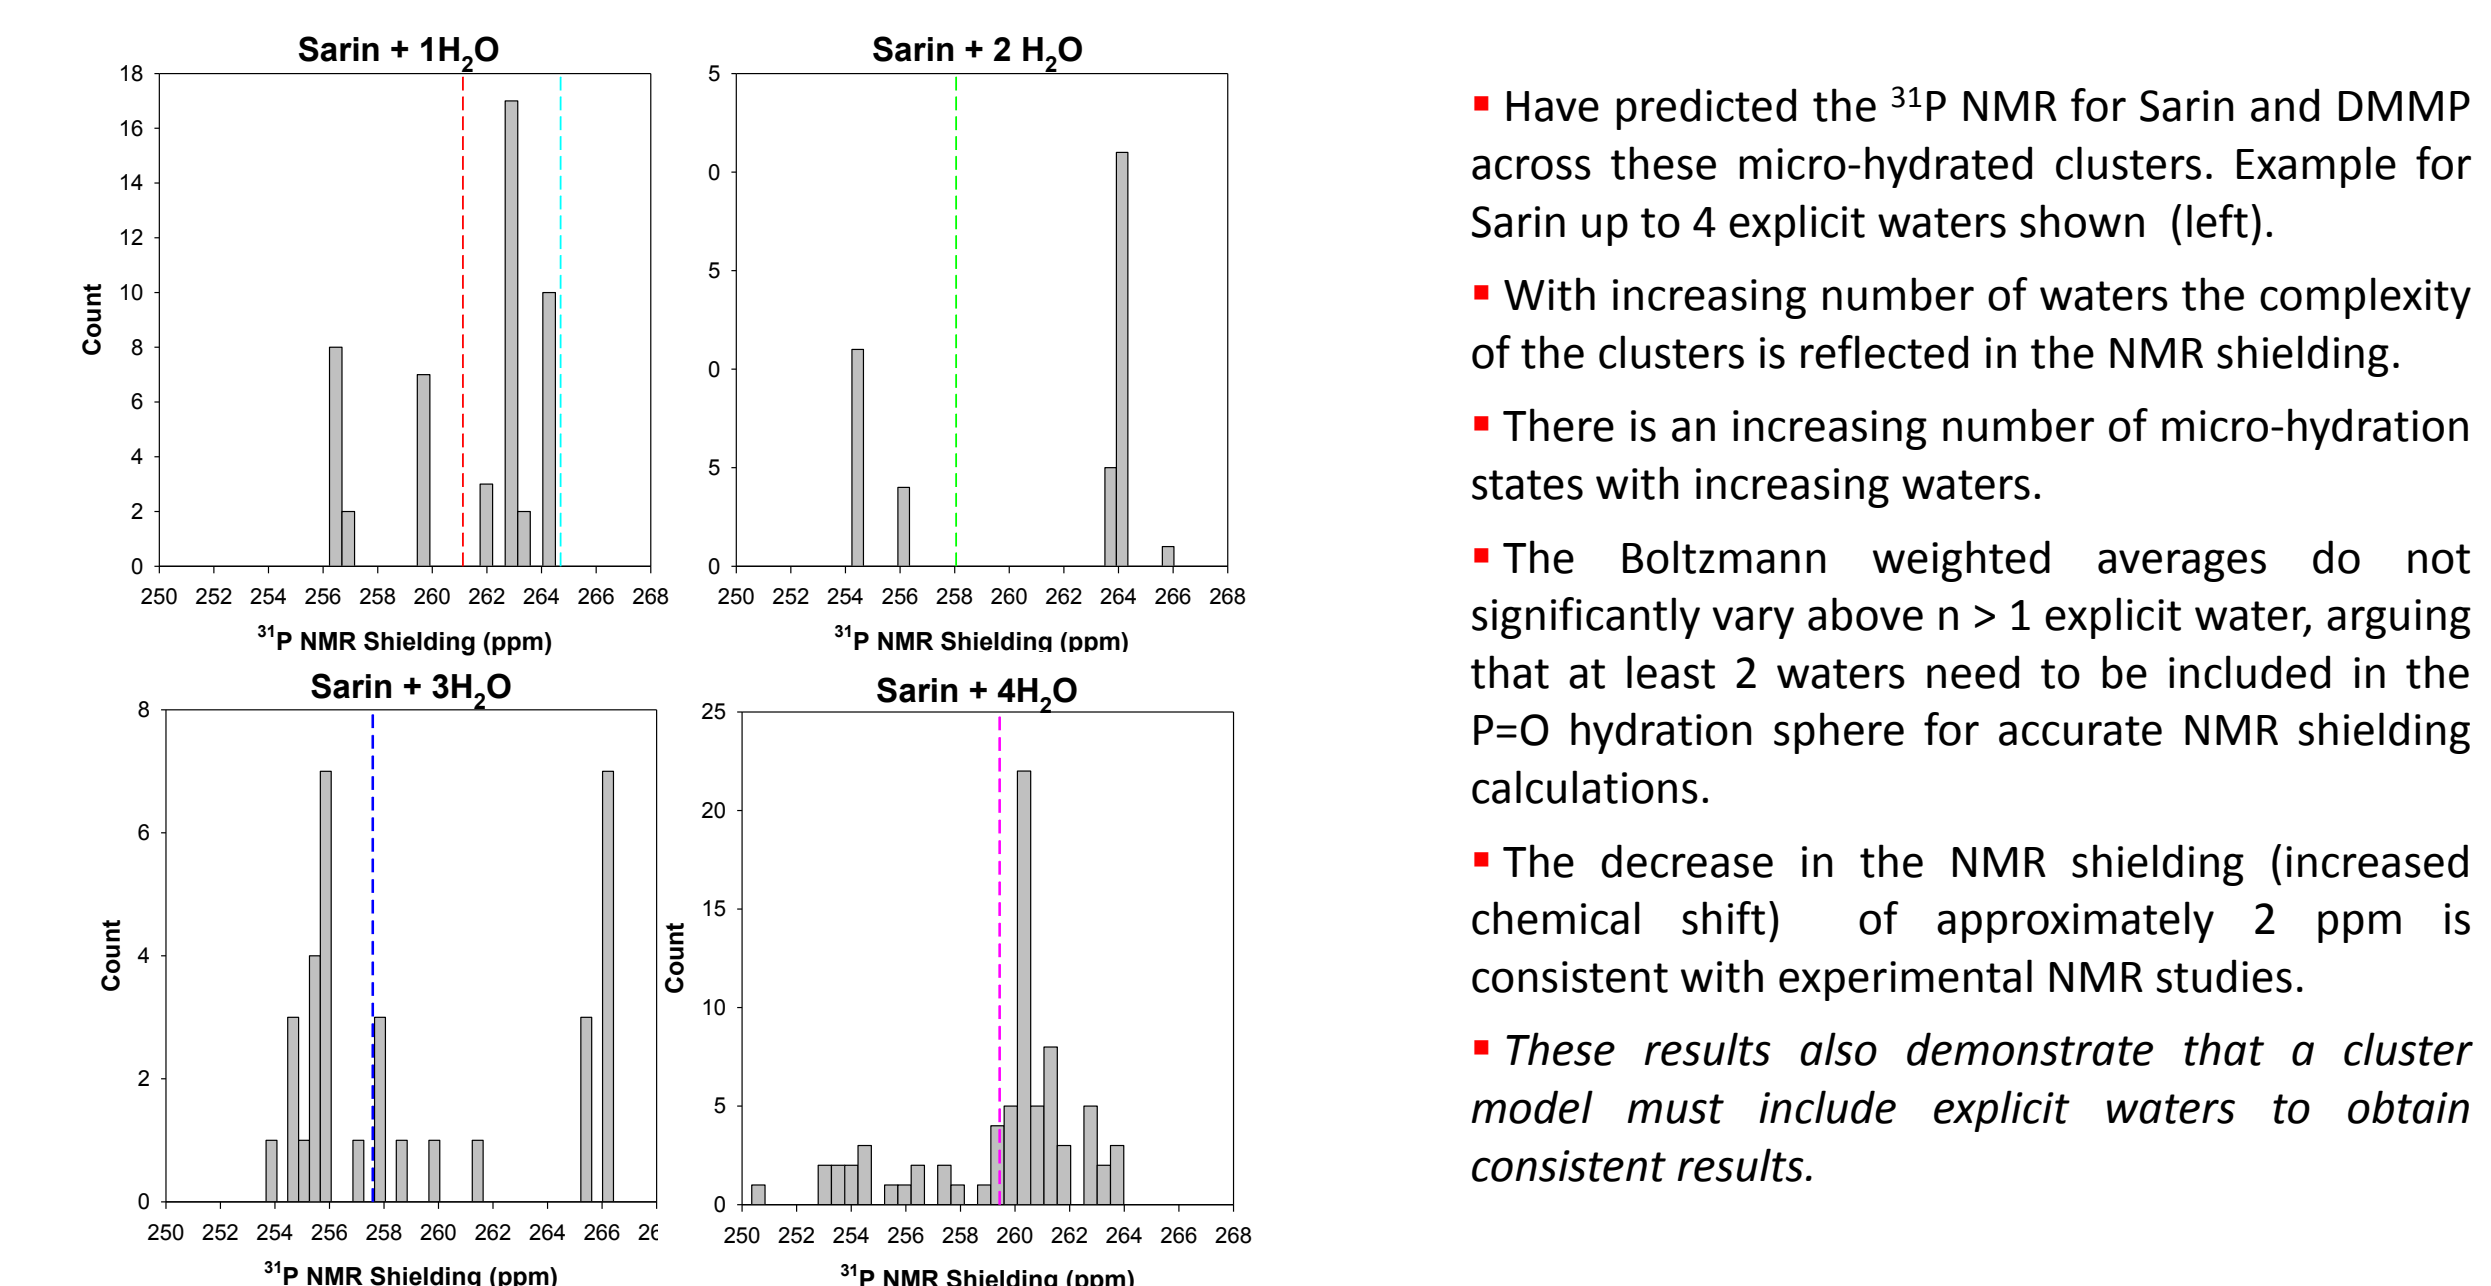 Sarin + 1H2O
18
16
14
12
10
8
6
4
2
0
Count
250 252 254 256 258 260 262 264 266 268
31P NMR Shielding (ppm)
Sarin + 2 H2O
5
0
5
0
5
0
250 252 254 256 258 260 262 264 266 268
31P NMR Shielding (ppm)
Sarin + 3H2O
8
6
4
2
0
Count
250 252 254 256 258 260 262 264 266 26
31P NMR Shielding (ppm)
Sarin + 4H2O
25
20
15
10
5
0
Count
250 252 254 256 258 260 262 264 266 268
31P NMR Shielding (ppm)
▪ Have predicted the 31P NMR for Sarin and DMMP
across these micro-hydrated clusters. Example for
Sarin up to 4 explicit waters shown (left).
▪ With increasing number of waters the complexity
of the clusters is reflected in the NMR shielding.
▪ There is an increasing number of micro-hydration
states with increasing waters.
▪ The Boltzmann weighted averages do not
significantly vary above n > 1 explicit water, arguing
that at least 2 waters need to be included in the
P=O hydration sphere for accurate NMR shielding
calculations.
▪ The decrease in the NMR shielding (increased
chemical shift) of approximately 2 ppm is
consistent with experimental NMR studies.
▪ These results also demonstrate that a cluster
model must include explicit waters to obtain
consistent results.